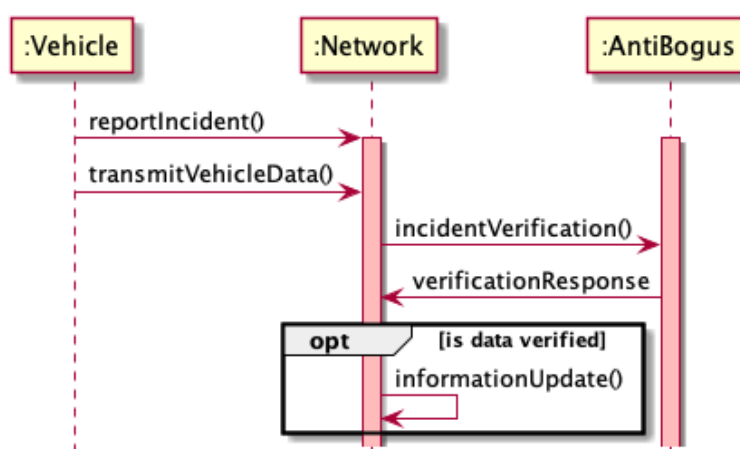 :Vehicle
:Network
:AntiBogus
reportIncident()
transmitVehicleData()
incidentVerification()
verificationResponse
opt
[is data verified]
informationUpdate()